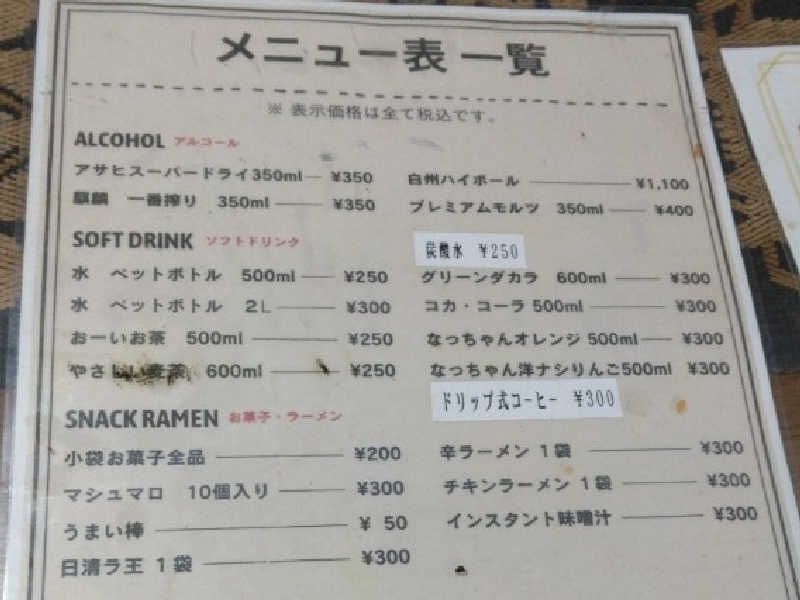 メニュー表 一覧
※ 表示価格は全て税込です。
ALCOHOL アルコール
アサヒスーパードライ350ml ¥350
麒麟 一番搾り 350ml ¥350
白州ハイボール ¥1,100
プレミアムモルツ 350ml ¥400
SOFT DRINK ソフトドリンク
水 ペットボトル 500ml ¥250
水 ペットボトル 2L ¥300
おーいお茶 500ml ¥250
やさしい麦茶 600ml ¥250
炭酸水 ¥250
グリーンダカラ 600ml ¥300
コカ・コーラ 500ml ¥300
なっちゃんオレンジ 500ml ¥300
なっちゃん洋ナシりんご500ml ¥300
ドリップ式コーヒー ¥300
SNACK RAMEN お菓子・ラーメン
小袋お菓子全品 ¥200
マシュマロ 10個入り ¥300
うまい棒 ¥ 50
日清ラ王 1袋 ¥300
辛ラーメン 1袋 ¥300
チキンラーメン 1袋 ¥300
インスタント味噌汁 ¥300